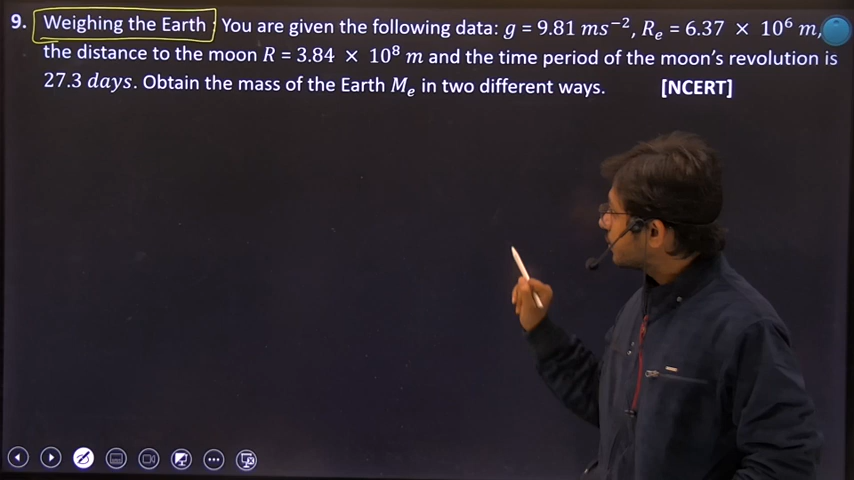 9. Weighing the Earth : You are given the following data: g = 9.81 ms⁻², Rₑ = 6.37 × 10⁶ m,
the distance to the moon R = 3.84 × 10⁸ m and the time period of the moon's revolution is
27.3 days. Obtain the mass of the Earth Mₑ in two different ways. [NCERT]